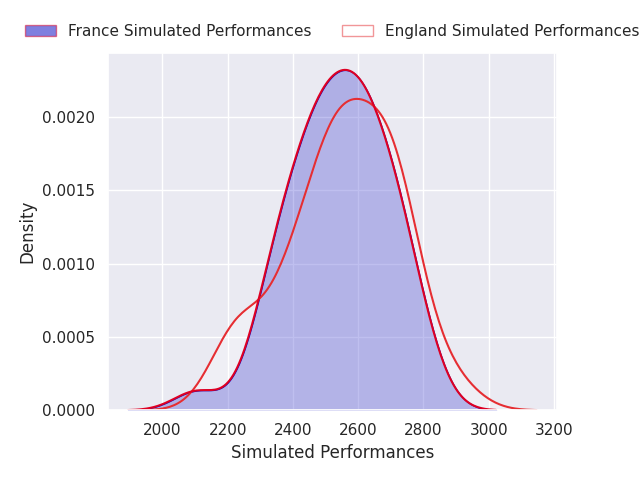 France Simulated Performances England Simulated Performances
0.0020
0.0015
0.0010
0.0005
0.0000
Density
2000 2200 2400 2600 2800 3000 3200
Simulated Performances